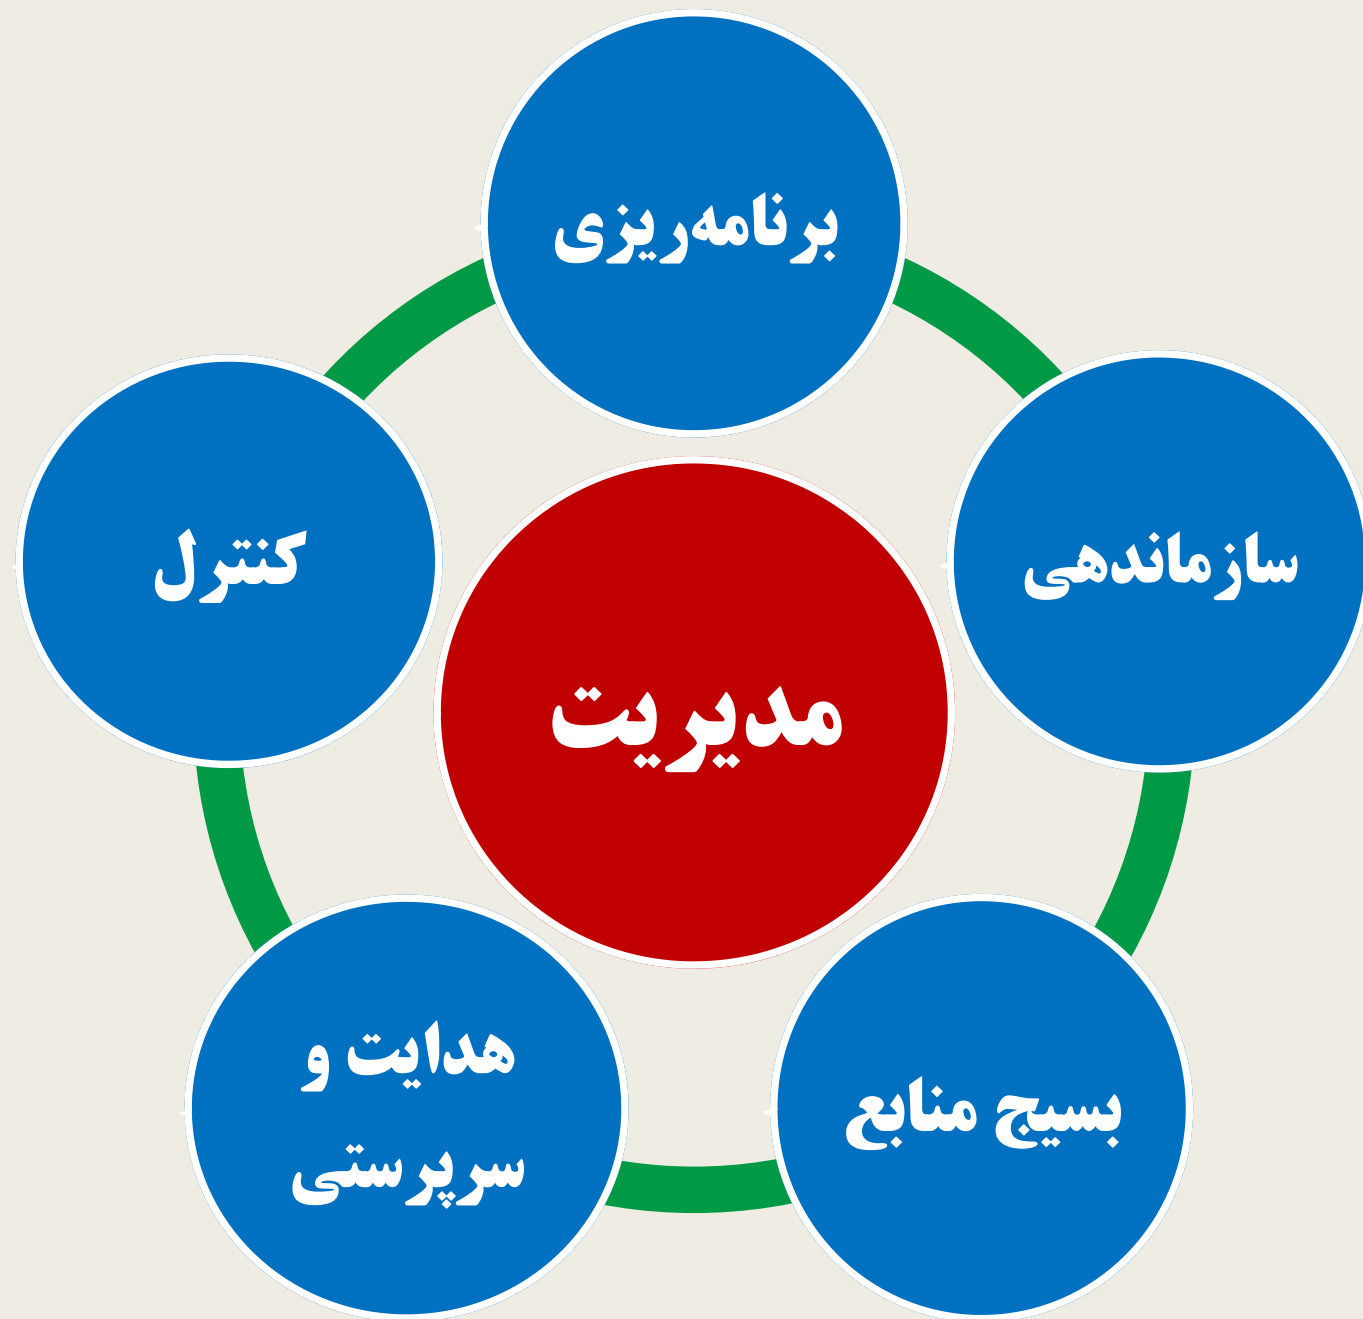 برنامه‌ریزی
سازماندهی
کنترل
مدیریت
بسیج منابع
هدایت و
سرپرستی